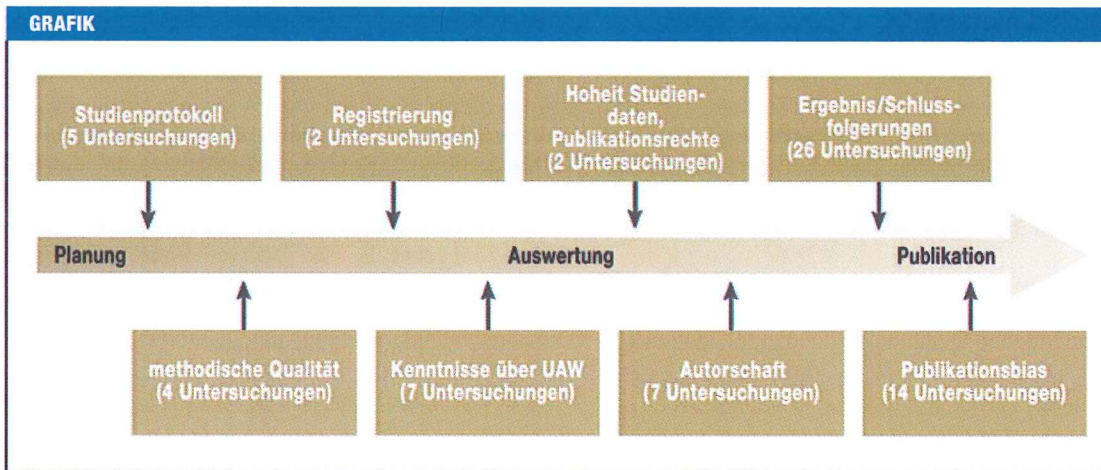 GRAFIK
Studienprotokoll
(5 Untersuchungen)
Registrierung
(2 Untersuchungen)
Hoheit Studien-
daten,
Publikationsrechte
(2 Untersuchungen)
Ergebnis/Schluss-
folgerungen
(26 Untersuchungen)
Planung
Auswertung
Publikation
methodische Qualität
(4 Untersuchungen)
Kenntnisse über UAW
(7 Untersuchungen)
Autorschaft
(7 Untersuchungen)
Publikationsbias
(14 Untersuchungen)